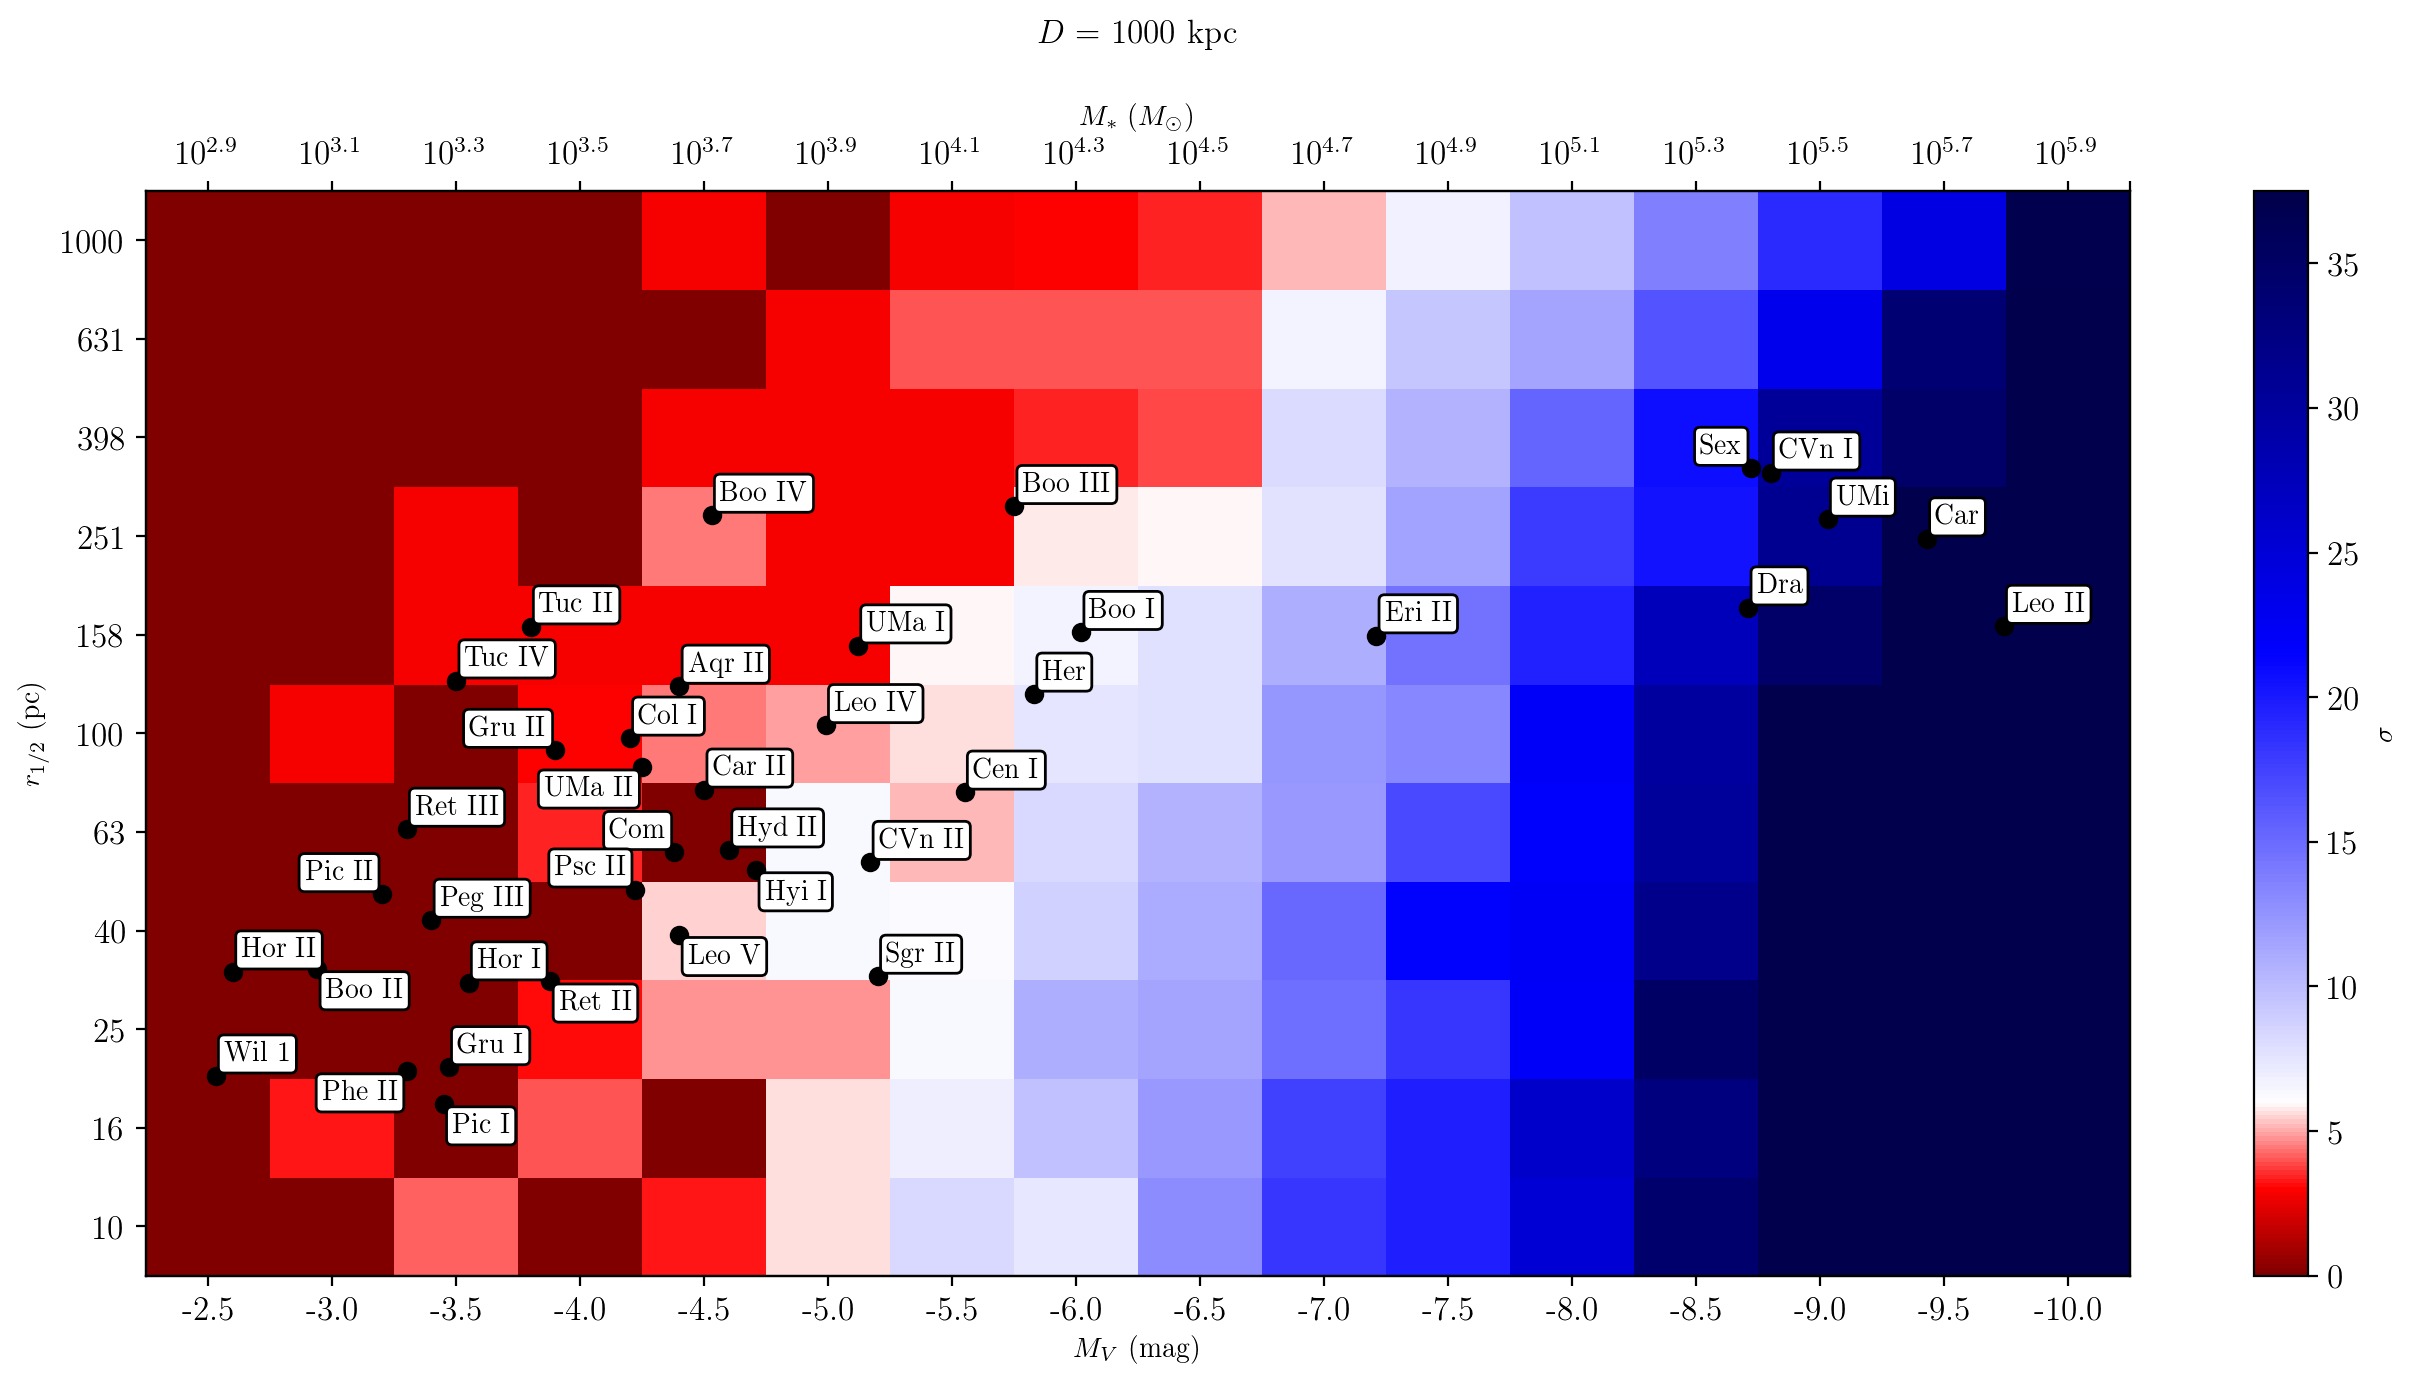 D = 1000 kpc
M* (M⊙)
10^2.9 10^3.1 10^3.3 10^3.5 10^3.7 10^3.9 10^4.1 10^4.3 10^4.5 10^4.7 10^4.9 10^5.1 10^5.3 10^5.5 10^5.7 10^5.9
1000
631
398
251
158
100
63
40
25
16
10
r1/2 (pc)
Sex
CVn I
Boo IV
Boo III
UMi
Car
Dra
Tuc II
UMa I
Boo I
Eri II
Leo II
Tuc IV
Aqr II
Her
Leo IV
Gru II
Col I
UMa II
Car II
Cen I
Ret III
Com
Hyd II
CVn II
Pic II
Psc II
Peg III
Hyi I
Hor II
Boo II
Hor I
Leo V
Sgr II
Ret II
Wil 1
Gru I
Phe II
Pic I
-2.5 -3.0 -3.5 -4.0 -4.5 -5.0 -5.5 -6.0 -6.5 -7.0 -7.5 -8.0 -8.5 -9.0 -9.5 -10.0
MV (mag)
35
30
25
20
15
10
5
0
σ